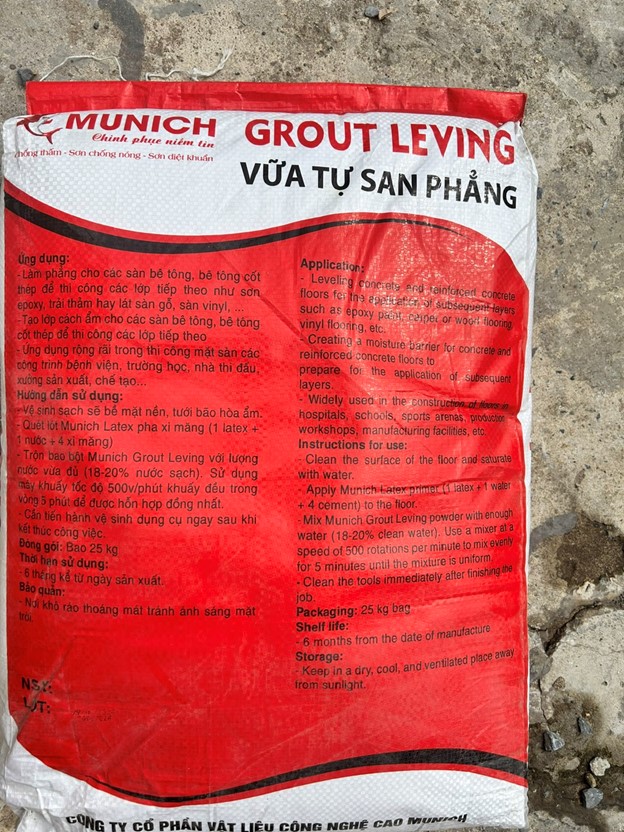 MUNICH
Chinh phục niềm tin
hống thấm - Sơn chống nóng - Sơn diệt khuẩn
GROUT LEVING
VỮA TỰ SAN PHẲNG
Ứng dụng:
- Làm phẳng cho các sàn bê tông, bê tông cốt
thép để thi công các lớp tiếp theo như sơn
epoxy, trải thảm hay lát sàn gỗ, sàn vinyl, ...
- Tạo lớp cách ẩm cho các sàn bê tông, bê tông
cốt thép để thi công các lớp tiếp theo
- Ứng dụng rộng rãi trong thi công mặt sàn các
công trình bệnh viện, trường học, nhà thi đấu,
xưởng sản xuất, chế tạo...
Hướng dẫn sử dụng:
- Vệ sinh sạch sẽ bề mặt nền, tưới bão hòa ẩm.
- Quét lót Munich Latex pha xi măng (1 latex +
1 nước + 4 xi măng)
- Trộn bao bột Munich Grout Leving với lượng
nước vừa đủ (18-20% nước sạch). Sử dụng
máy khuấy tốc độ 500v/phút khuấy đều trong
vòng 5 phút để được hỗn hợp đồng nhất.
- Cần tiến hành vệ sinh dụng cụ ngay sau khi
kết thúc công việc.
Đóng gói: Bao 25 kg
Thời hạn sử dụng:
- 6 tháng kể từ ngày sản xuất.
Bảo quản:
- Nơi khô ráo thoáng mát tránh ánh sáng mặt
trời.
NSX:
LOT:
Application:
- Leveling concrete and reinforced concrete
floors for the application of subsequent layers
such as epoxy paint, carpet or wood flooring,
vinyl flooring, etc.
- Creating a moisture barrier for concrete and
reinforced concrete floors to
prepare for the application of subsequent
layers.
- Widely used in the construction of floors in
hospitals, schools, sports arenas, production
workshops, manufacturing facilities, etc.
Instructions for use:
- Clean the surface of the floor and saturate
with water.
- Apply Munich Latex primer (1 latex + 1 water
+ 4 cement) to the floor.
- Mix Munich Grout Leving powder with enough
water (18-20% clean water). Use a mixer at a
speed of 500 rotations per minute to mix evenly
for 5 minutes until the mixture is uniform.
- Clean the tools immediately after finishing the
job.
Packaging: 25 kg bag
Shelf life:
- 6 months from the date of manufacture.
Storage:
- Keep in a dry, cool, and ventilated place away
from sunlight.
CÔNG TY CỔ PHẦN VẬT LIỆU CÔNG NGHỆ CAO MUNICH